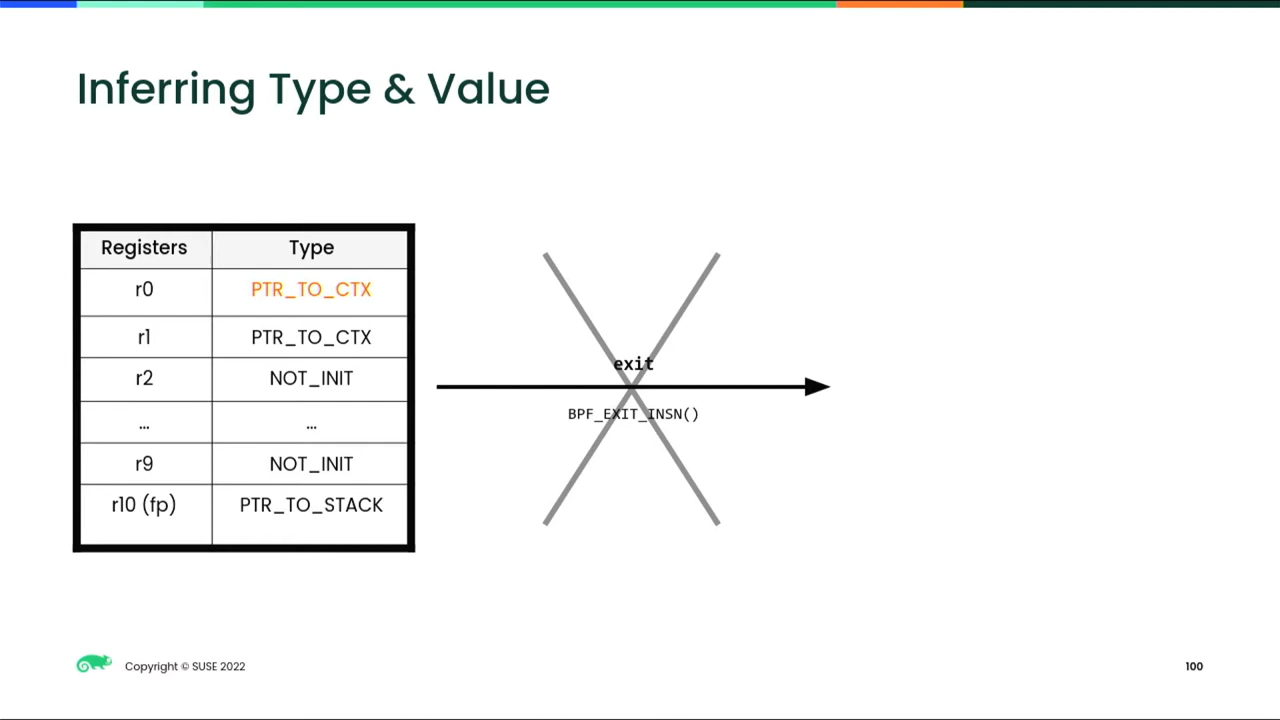 Inferring Type & Value
Registers Type
r0 PTR_TO_CTX
r1 PTR_TO_CTX
r2 NOT_INIT
... ...
r9 NOT_INIT
r10 (fp) PTR_TO_STACK
exit
BPF_EXIT_INSN()
Copyright © SUSE 2022
100